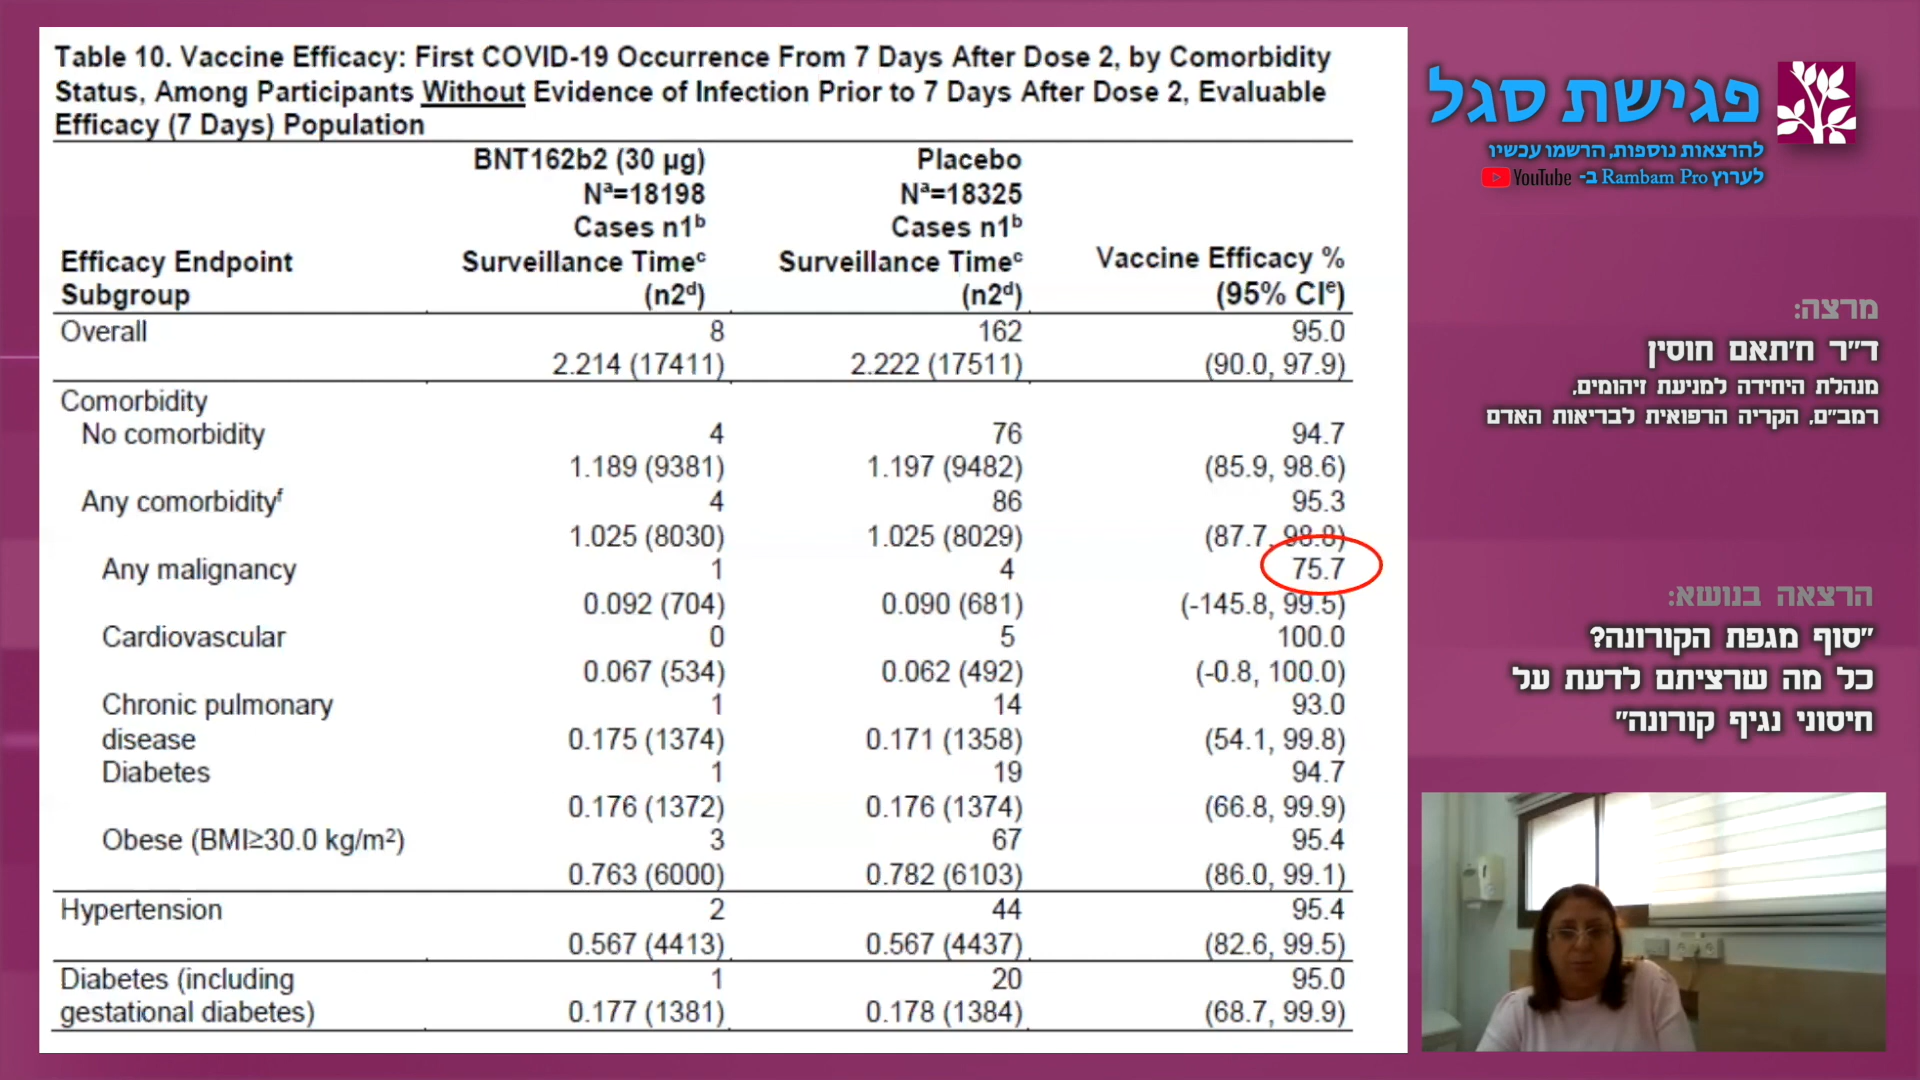 Table 10. Vaccine Efficacy: First COVID-19 Occurrence From 7 Days After Dose 2, by Comorbidity
Status, Among Participants Without Evidence of Infection Prior to 7 Days After Dose 2, Evaluable
Efficacy (7 Days) Population
BNT162b2 (30 µg) Placebo
Nª=18198 Nª=18325
Cases n1ᵇ Cases n1ᵇ
Efficacy Endpoint Surveillance Timeᶜ Surveillance Timeᶜ Vaccine Efficacy %
Subgroup (n2ᵈ) (n2ᵈ) (95% CIᵉ)
Overall 8 162 95.0
2.214 (17411) 2.222 (17511) (90.0, 97.9)
Comorbidity
No comorbidity 4 76 94.7
1.189 (9381) 1.197 (9482) (85.9, 98.6)
Any comorbidityᶠ 4 86 95.3
1.025 (8030) 1.025 (8029) (87.7, 98.8)
Any malignancy 1 4 75.7
0.092 (704) 0.090 (681) (-145.8, 99.5)
Cardiovascular 0 5 100.0
0.067 (534) 0.062 (492) (-0.8, 100.0)
Chronic pulmonary 1 14 93.0
disease 0.175 (1374) 0.171 (1358) (54.1, 99.8)
Diabetes 1 19 94.7
0.176 (1372) 0.176 (1374) (66.8, 99.9)
Obese (BMI≥30.0 kg/m²) 3 67 95.4
0.763 (6000) 0.782 (6103) (86.0, 99.1)
Hypertension 2 44 95.4
0.567 (4413) 0.567 (4437) (82.6, 99.5)
Diabetes (including 1 20 95.0
gestational diabetes) 0.177 (1381) 0.178 (1384) (68.7, 99.9)
פגישת סגל
להרצאות נוספות, הרשמו עכשיו
לערוץ Rambam Pro ב- YouTube
מרצה:
ד"ר ח'תאם חוסין
מנהלת היחידה למניעת זיהומים,
רמב"ם, הקריה הרפואית לבריאות האדם
הרצאה בנושא:
"סוף מגפת הקורונה?
כל מה שרציתם לדעת על
חיסוני נגיף קורונה"